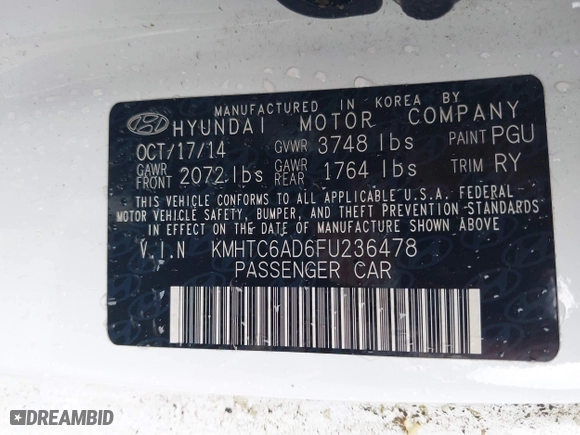 MANUFACTURED IN KOREA BY
HYUNDAI MOTOR COMPANY
OCT/17/14 GVWR 3748 lbs PAINT PGU
GAWR FRONT 2072 lbs GAWR REAR 1764 lbs TRIM RY
THIS VEHICLE CONFORMS TO ALL APPLICABLE U.S.A. FEDERAL
MOTOR VEHICLE SAFETY, BUMPER, AND THEFT PREVENTION STANDARDS
IN EFFECT ON THE DATE OF MANUFACTURE SHOWN ABOVE
V.I.N KMHTC6AD6FU236478
PASSENGER CAR
DREAMBID